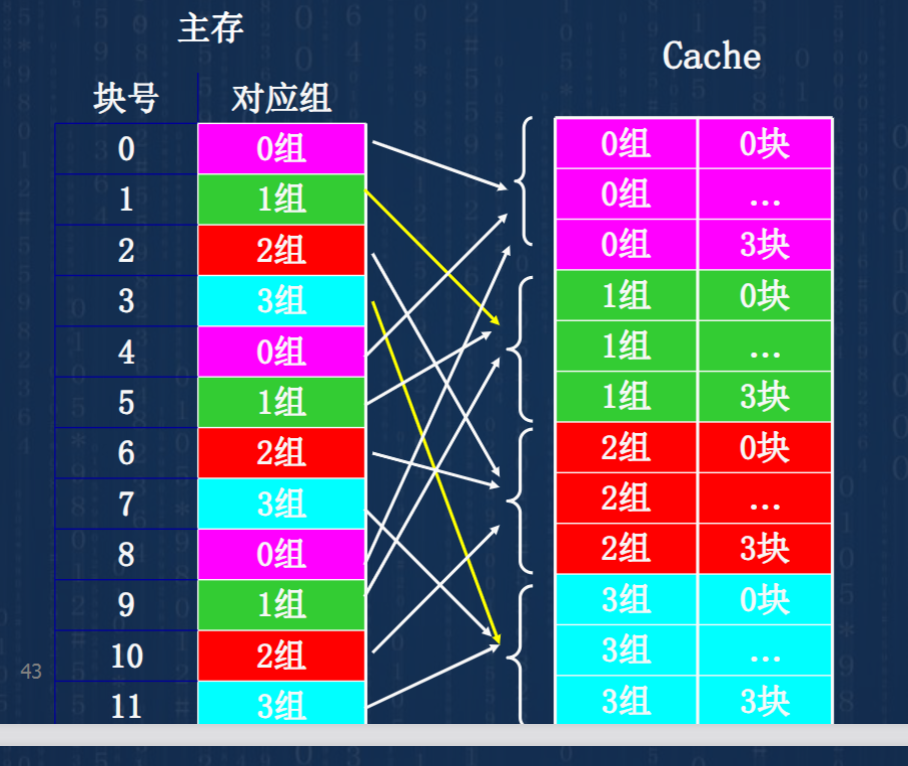 主存
Cache
块号 对应组
0 0组
1 1组
2 2组
3 3组
4 0组
5 1组
6 2组
7 3组
8 0组
9 1组
10 2组
11 3组
0组 0块
0组 ...
0组 3块
1组 0块
1组 ...
1组 3块
2组 0块
2组 ...
2组 3块
3组 0块
3组 ...
3组 3块
43